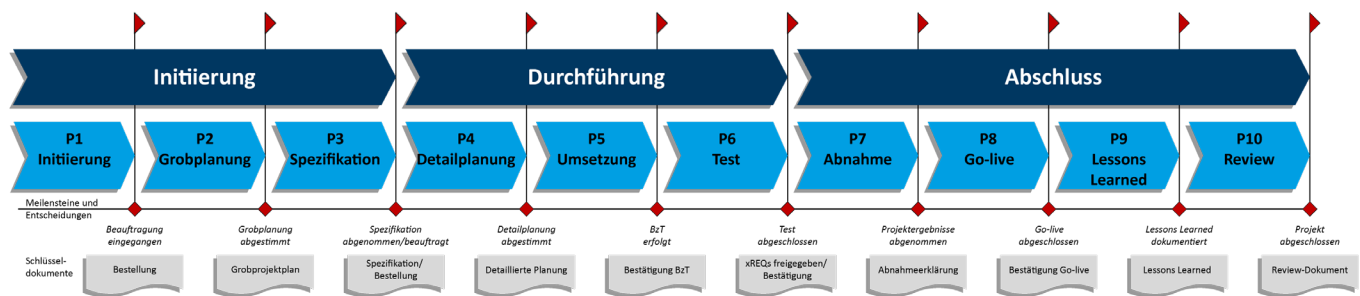 Initiierung
Durchführung
Abschluss
P1
Initiierung
P2
Grobplanung
P3
Spezifikation
P4
Detailplanung
P5
Umsetzung
P6
Test
P7
Abnahme
P8
Go-live
P9
Lessons
Learned
P10
Review
Meilensteine und
Entscheidungen
Beauftragung
eingegangen
Grobplanung
abgestimmt
Spezifikation
abgenommen/beauftragt
Detailplanung
abgestimmt
BzT
erfolgt
Test
abgeschlossen
Projektergebnisse
abgenommen
Go-live
abgeschlossen
Lessons Learned
dokumentiert
Projekt
abgeschlossen
Schlüssel-
dokumente
Bestellung
Grobprojektplan
Spezifikation/
Bestellung
Detaillierte Planung
Bestätigung BzT
xREQs freigegeben/
Bestätigung
Abnahmeerklärung
Bestätigung Go-live
Lessons Learned
Review-Dokument